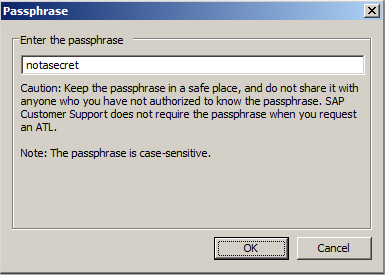 Passphrase
Enter the passphrase
notasecret
Caution: Keep the passphrase in a safe place, and do not share it with
anyone who you have not authorized to know the passphrase. SAP
Customer Support does not require the passphrase when you request
an ATL.
Note: The passphrase is case-sensitive.
OK
Cancel